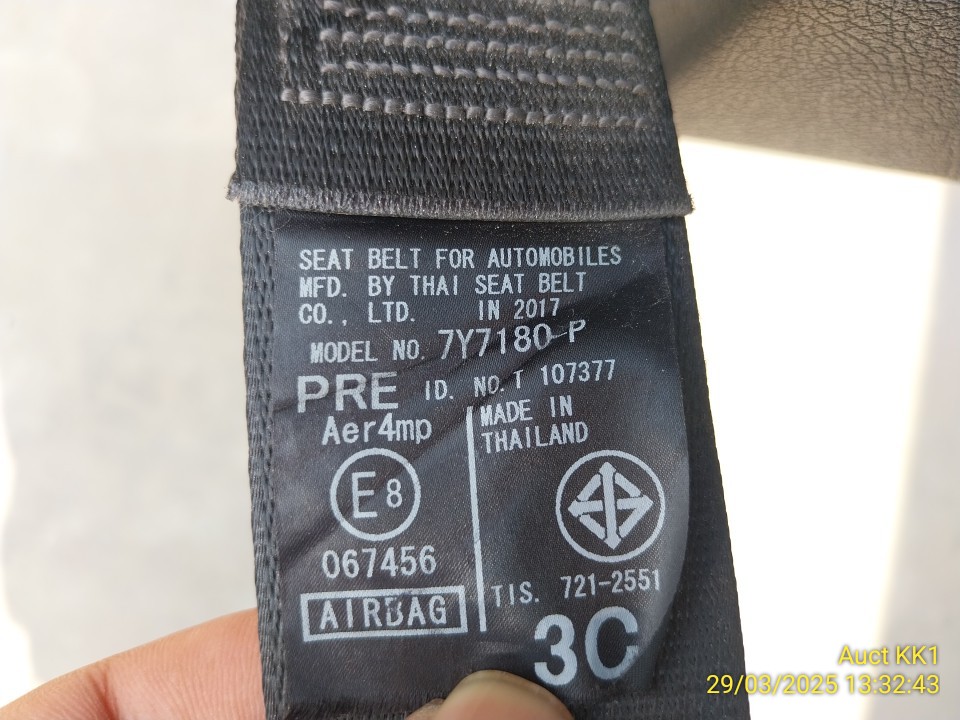 SEAT BELT FOR AUTOMOBILES
MFD. BY THAI SEAT BELT
CO., LTD. IN 2017
MODEL NO. 7Y7180-P
PRE ID. NO. T 107377
Aer4mp
E8
067456
AIRBAG
MADE IN
THAILAND
TIS. 721-2551
3C
Auct KK1
29/03/2025 13:32:43